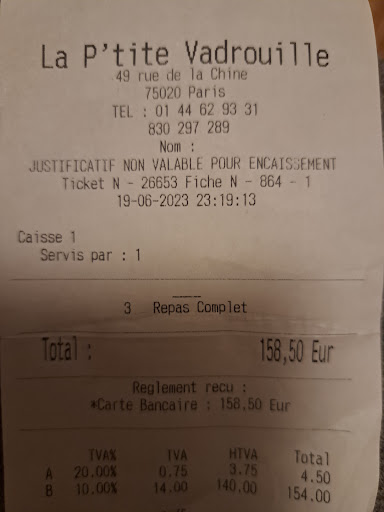 La P'tite Vadrouille
49 rue de la Chine
75020 Paris
TEL : 01 44 62 93 31
830 297 289
Nom :
JUSTIFICATIF NON VALABLE POUR ENCAISSEMENT
Ticket N - 26653 Fiche N - 864 - 1
19-06-2023 23:19:13
Caisse 1
Servis par : 1
3 Repas Complet
Total : 158,50 Eur
Reglement recu :
*Carte Bancaire : 158,50 Eur
TVA% TVA HTVA Total
A 20.00% 0.75 3.75 4.50
B 10.00% 14.00 140.00 154.00